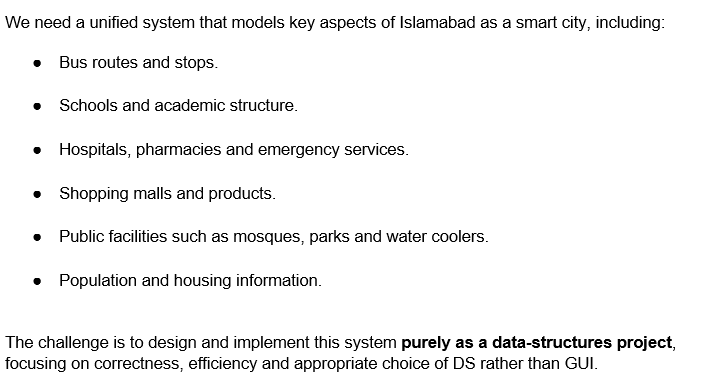 We need a unified system that models key aspects of Islamabad as a smart city, including:
● Bus routes and stops.
● Schools and academic structure.
● Hospitals, pharmacies and emergency services.
● Shopping malls and products.
● Public facilities such as mosques, parks and water coolers.
● Population and housing information.
The challenge is to design and implement this system purely as a data-structures project,
focusing on correctness, efficiency and appropriate choice of DS rather than GUI.